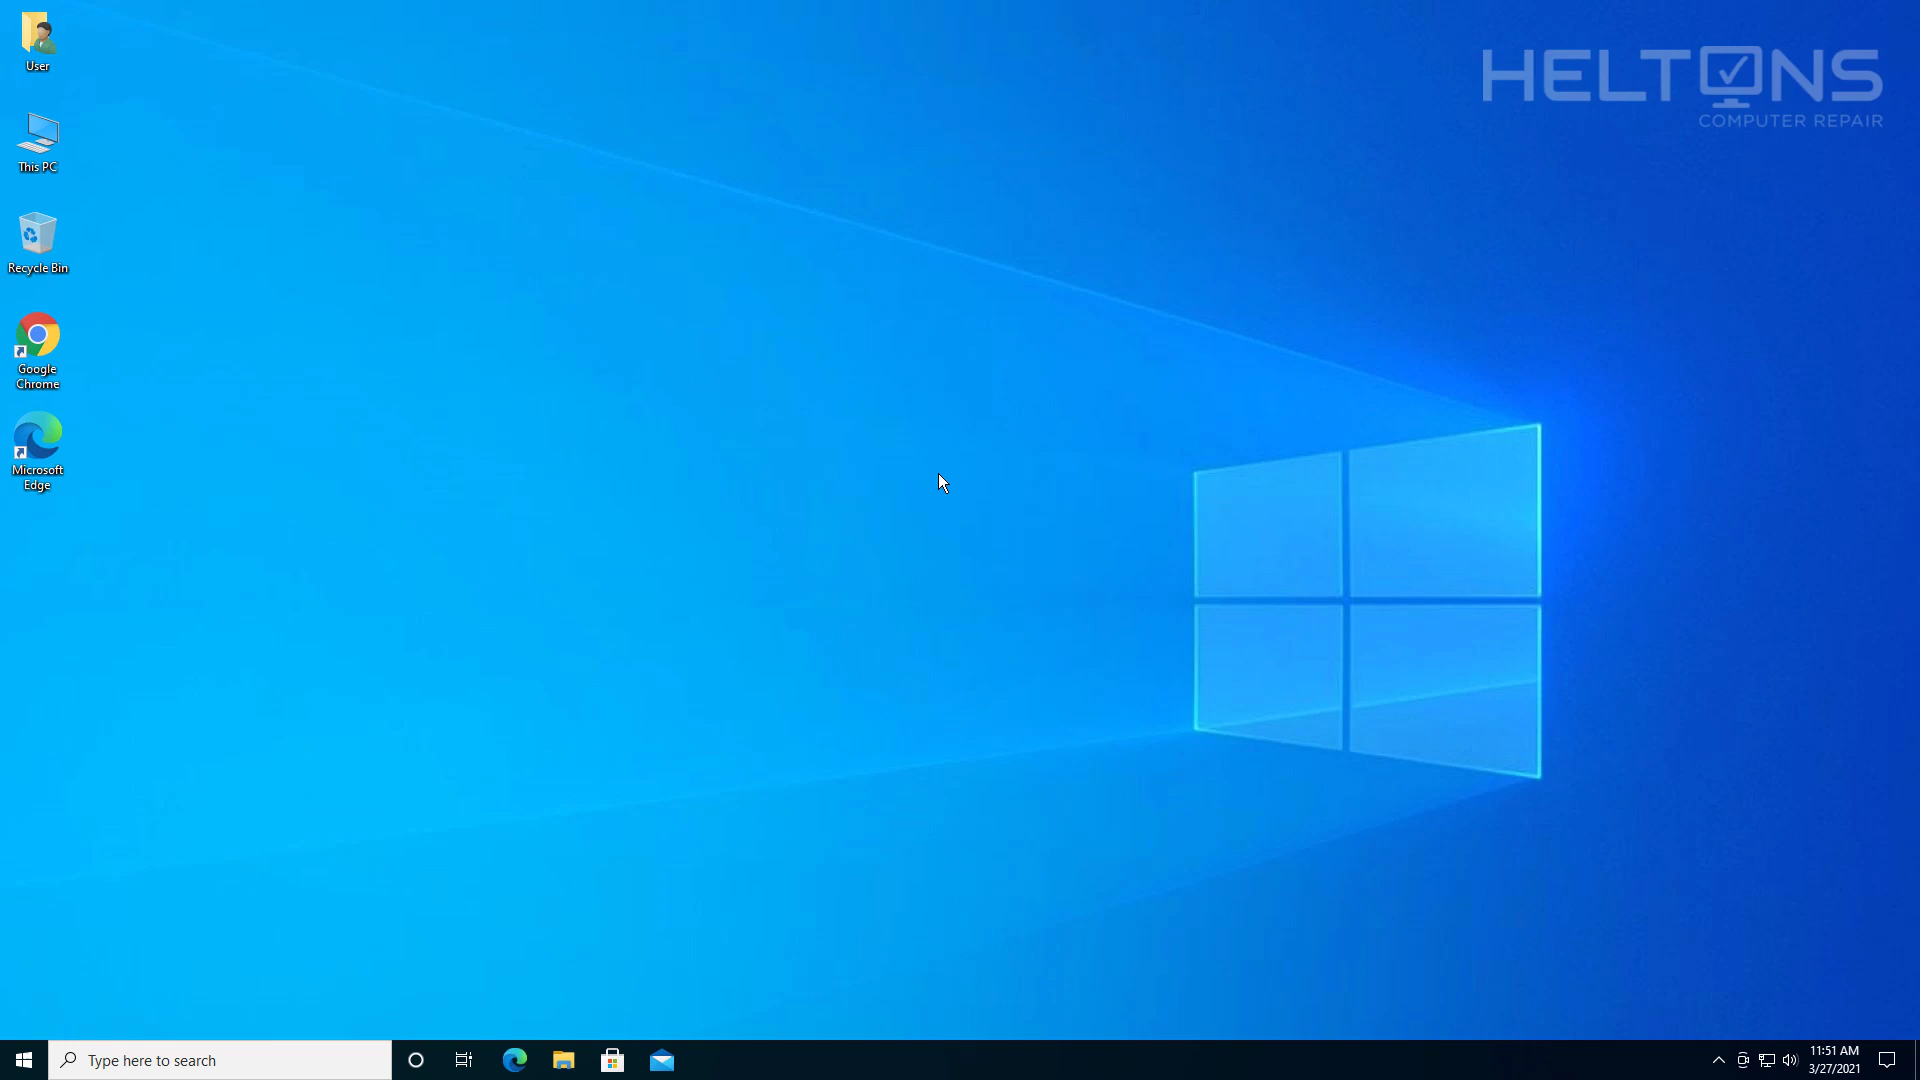 User
HELTONS
COMPUTER REPAIR
This PC
Recycle Bin
Google
Chrome
Microsoft
Edge
Type here to search
11:51 AM
3/27/2021